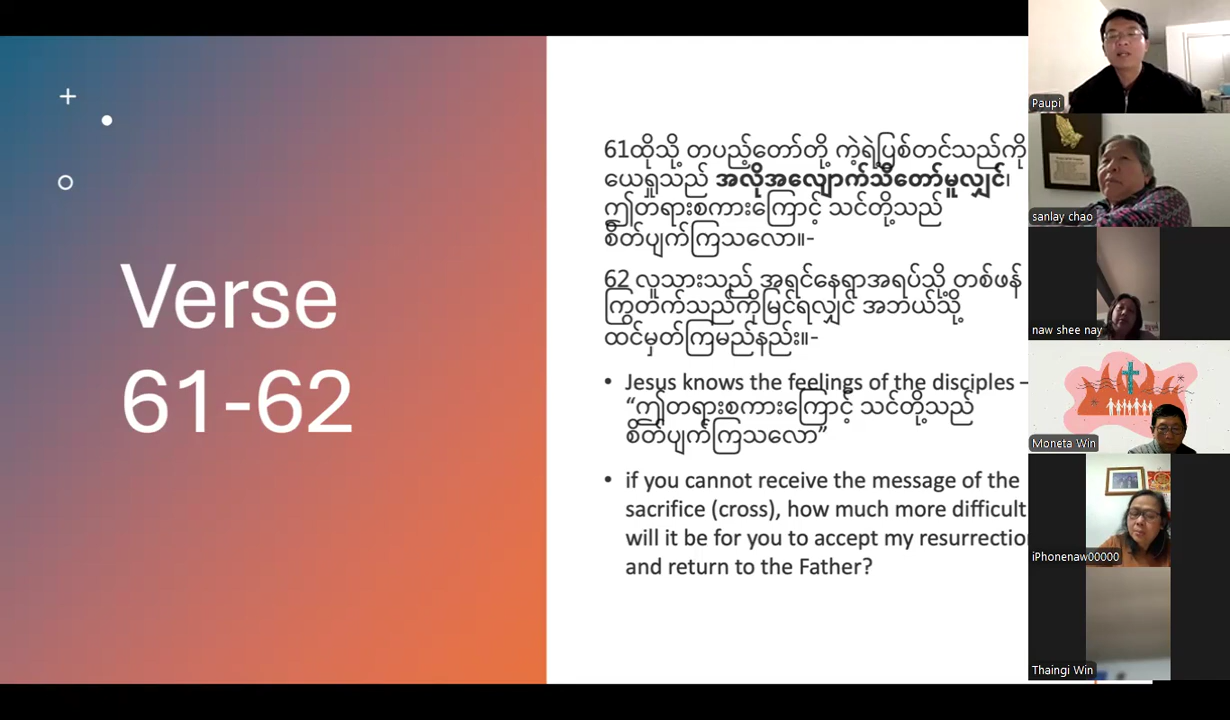 Verse
61-62
61ထိုသို့ တပည့်တော်တို့ ကဲ့ရဲ့ပြစ်တင်သည်ကို
ယေရှုသည် အလိုအလျောက်သိတော်မူလျှင်၊
ဤတရားစကားကြောင့် သင်တို့သည်
စိတ်ပျက်ကြသလော။-
62 လူသားသည် အရင်နေရာအရပ်သို့ တစ်ဖန်
ကြွတက်သည်ကိုမြင်ရလျှင် အဘယ်သို့
ထင်မှတ်ကြမည်နည်း။-
• Jesus knows the feelings of the disciples –
“ဤတရားစကားကြောင့် သင်တို့သည်
စိတ်ပျက်ကြသလော”
• if you cannot receive the message of the
sacrifice (cross), how much more difficult
will it be for you to accept my resurrectio
and return to the Father?
Paupi
sanlay chao
naw shee nay
Moneta Win
iPhonenaw00000
Thaingi Win